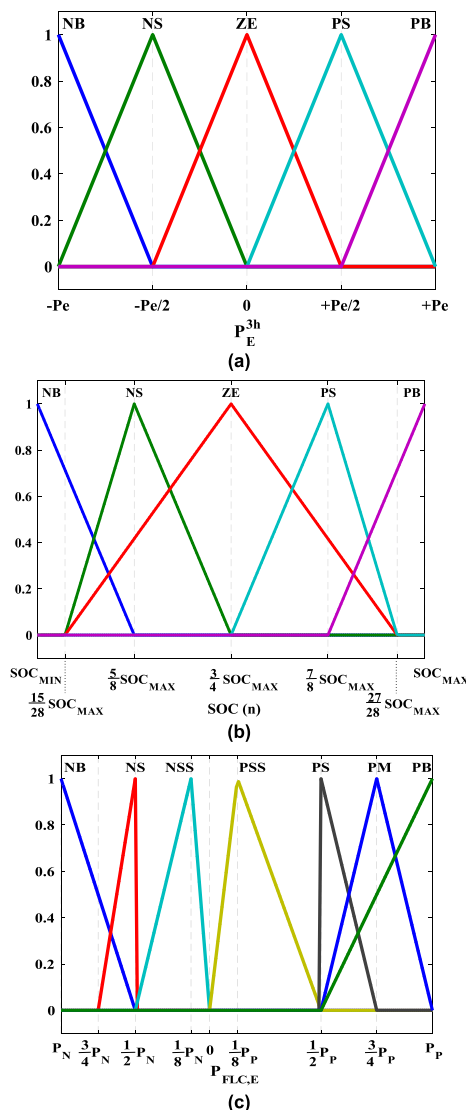 NB NS ZE PS PB
1
0.8
0.6
0.4
0.2
0
-Pe -Pe/2 0 +Pe/2 +Pe
P_E^3h
(a)
NB NS ZE PS PB
1
0.8
0.6
0.4
0.2
0
SOC_MIN 5/8 SOC_MAX 3/4 SOC_MAX 7/8 SOC_MAX SOC_MAX
15/28 SOC_MAX SOC (n) 27/28 SOC_MAX
(b)
NB NS NSS PSS PS PM PB
1
0.8
0.6
0.4
0.2
0
P_N 3/4 P_N 1/2 P_N 1/8 P_N 0 1/8 P_P 1/2 P_P 3/4 P_P P_P
P_FLC,E
(c)